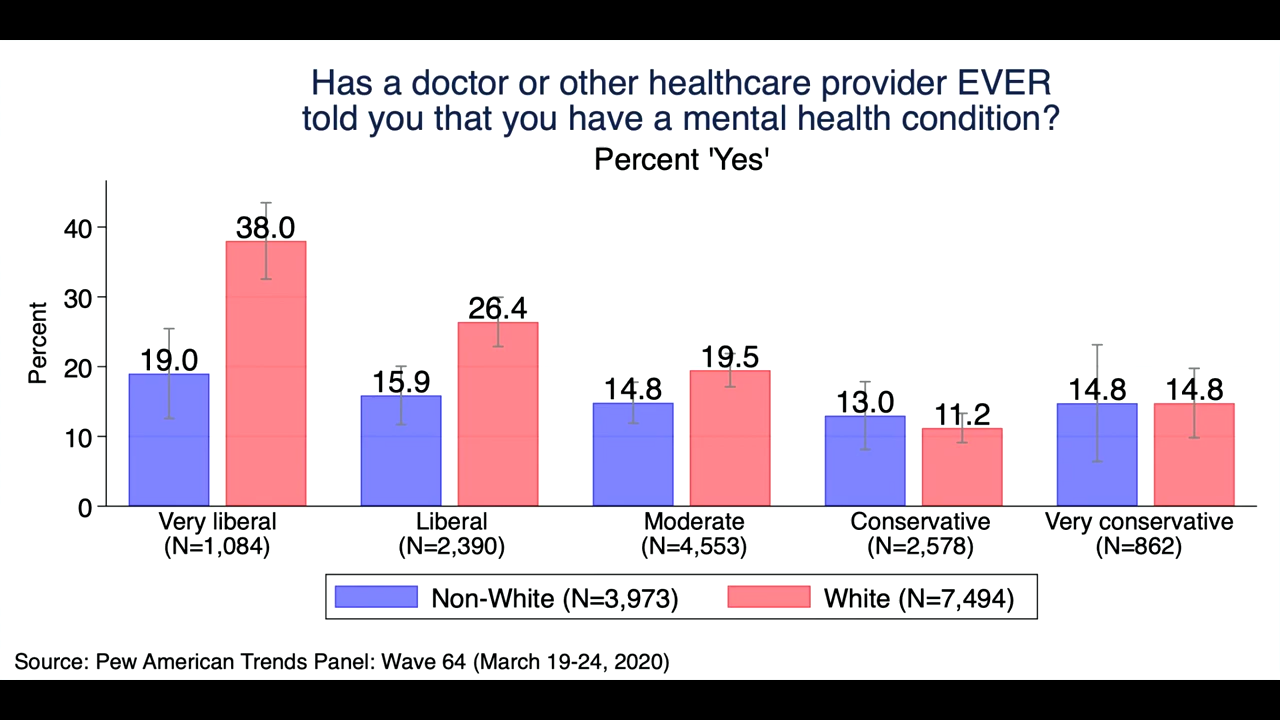 Has a doctor or other healthcare provider EVER
told you that you have a mental health condition?
Percent 'Yes'
Percent
40
30
20
10
0
19.0
38.0
15.9
26.4
14.8
19.5
13.0
11.2
14.8
14.8
Very liberal
(N=1,084)
Liberal
(N=2,390)
Moderate
(N=4,553)
Conservative
(N=2,578)
Very conservative
(N=862)
Non-White (N=3,973)
White (N=7,494)
Source: Pew American Trends Panel: Wave 64 (March 19-24, 2020)